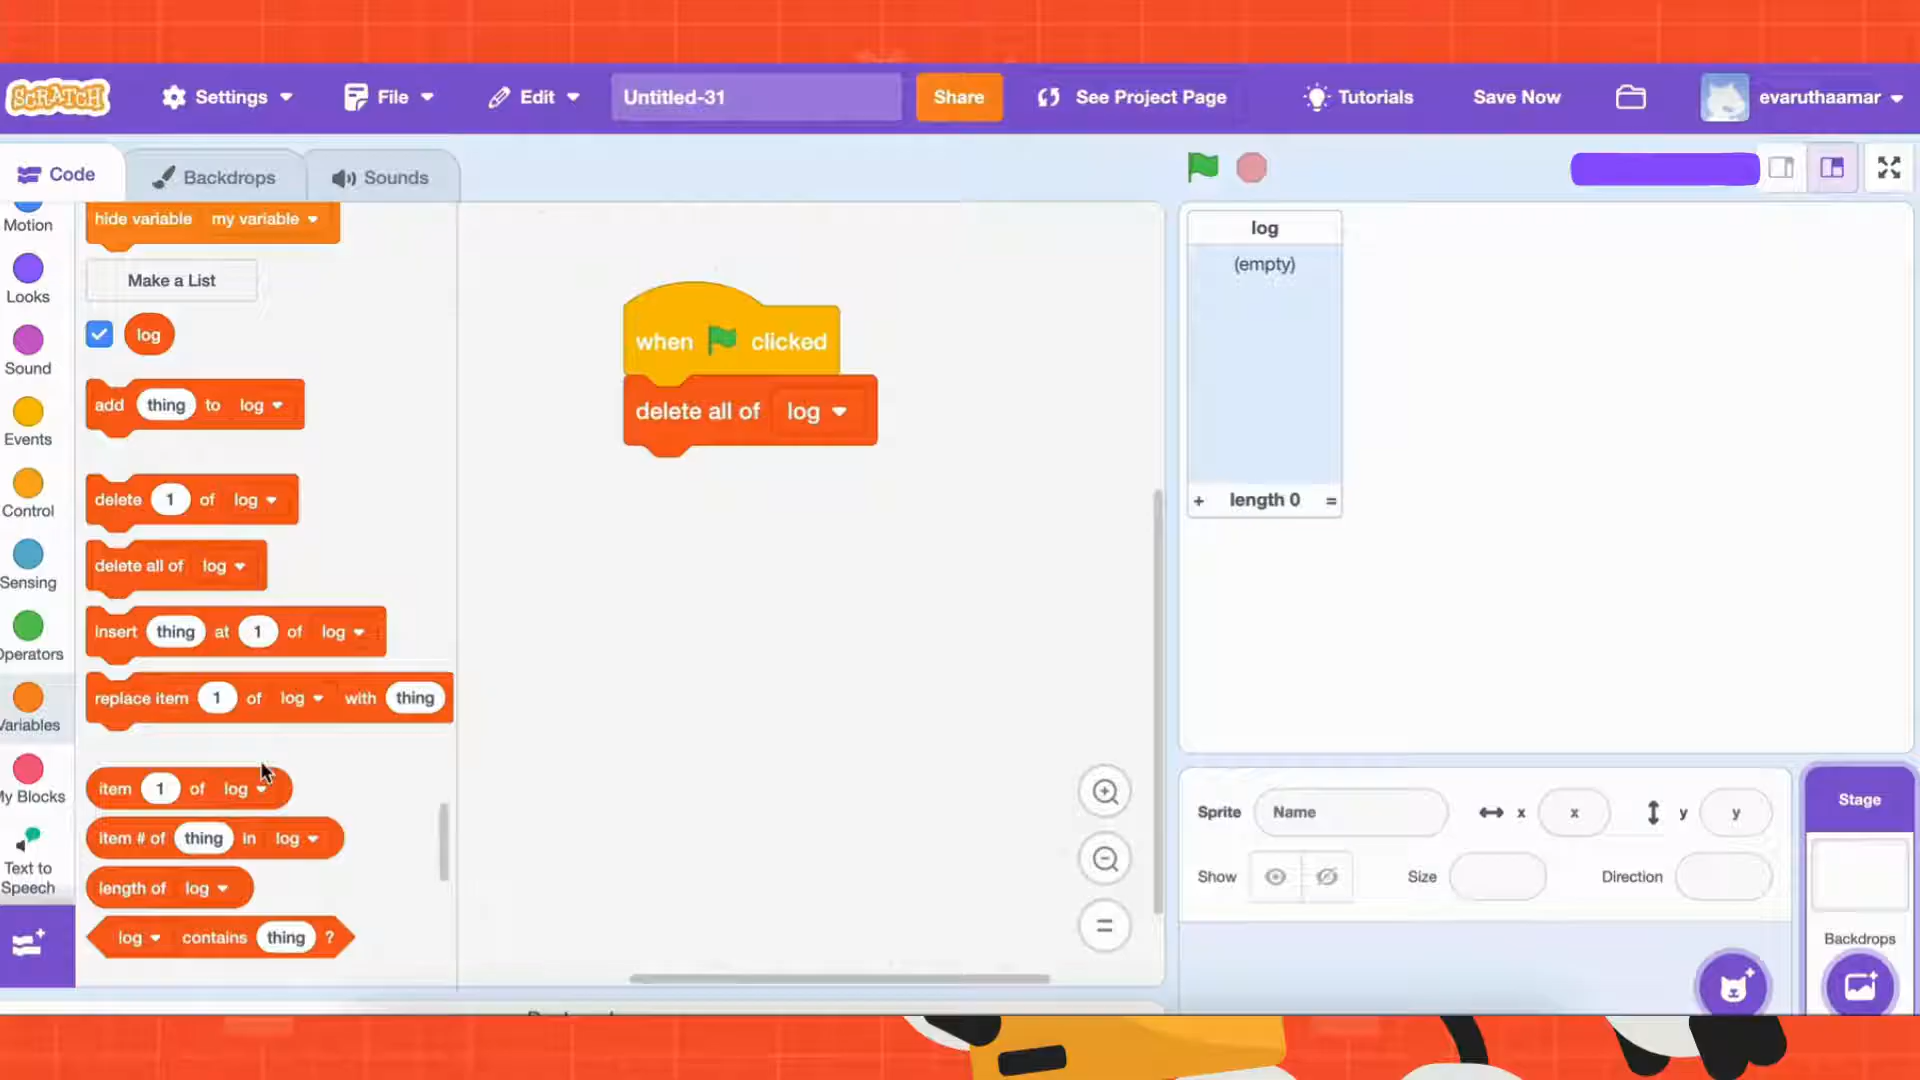 SCRATCH Settings File Edit Untitled-31 Share See Project Page Tutorials Save Now evaruthaamar
Code Backdrops Sounds
Motion
Looks
Sound
Events
Control
Sensing
Operators
Variables
My Blocks
Text to
Speech
hide variable my variable
Make a List
log
add thing to log
delete 1 of log
delete all of log
insert thing at 1 of log
replace item 1 of log with thing
item 1 of log
item # of thing in log
length of log
log contains thing ?
when clicked
delete all of log
log
(empty)
+ length 0 =
Sprite Name x x y y
Show Size Direction
Stage
Backdrops